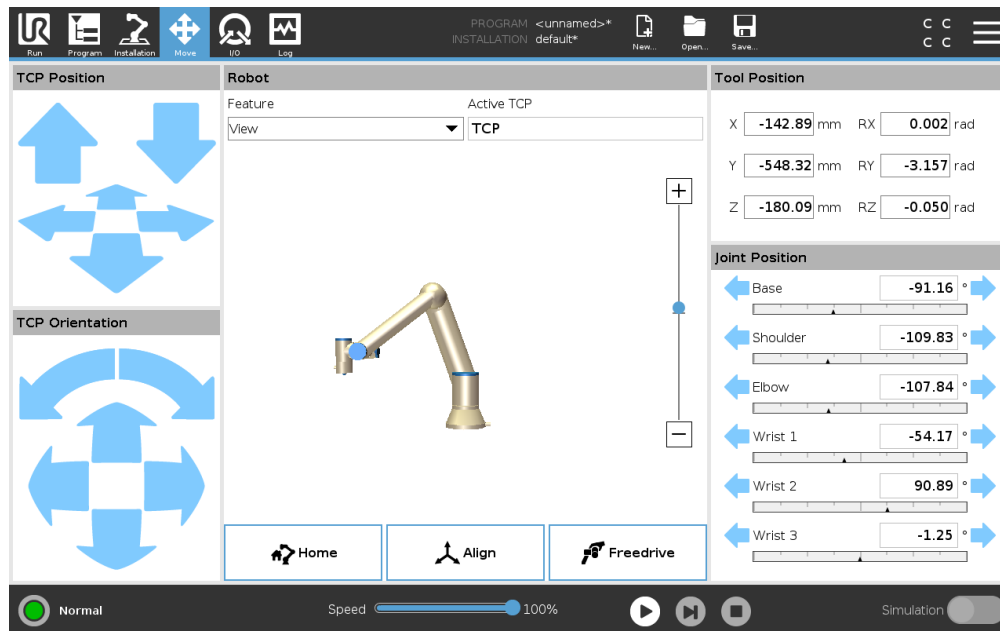 PROGRAM <unnamed>*
INSTALLATION default*
UR
Run
Program
Installation
Move
I/O
Log
New...
Open...
Save...
C C
C C
TCP Position
Robot
Tool Position
Feature
Active TCP
View
TCP
X -142.89 mm RX 0.002 rad
Y -548.32 mm RY -3.157 rad
Z -180.09 mm RZ -0.050 rad
+
−
TCP Orientation
Joint Position
Base -91.16 °
Shoulder -109.83 °
Elbow -107.84 °
Wrist 1 -54.17 °
Wrist 2 90.89 °
Wrist 3 -1.25 °
Home
Align
Freedrive
Normal
Speed 100%
Simulation